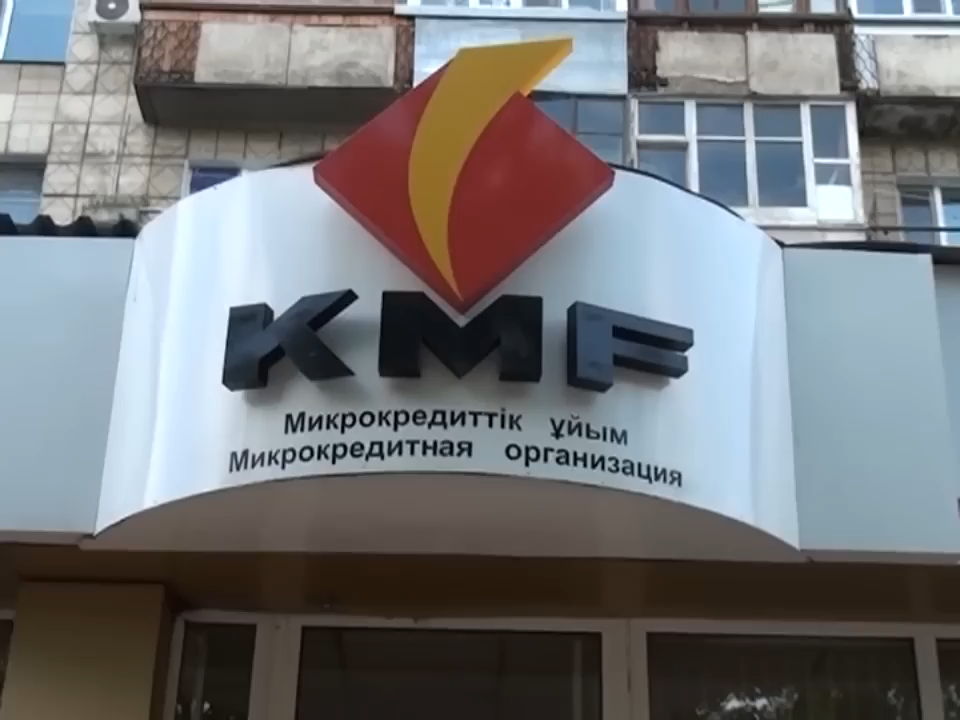 KMF
Микрокредиттік ұйым
Микрокредитная организация